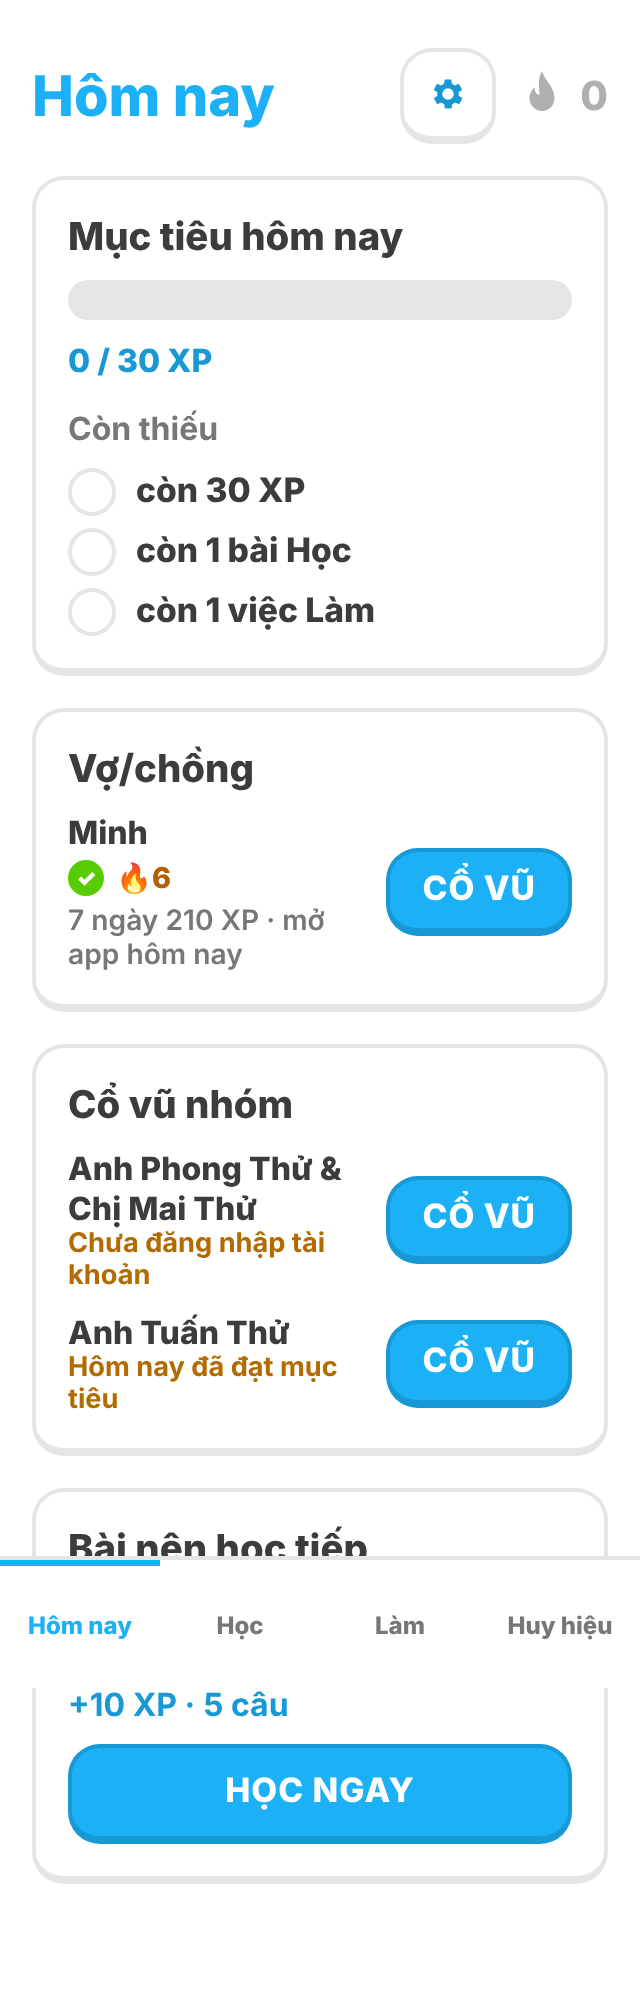 Hôm nay
0
Mục tiêu hôm nay
0 / 30 XP
Còn thiếu
còn 30 XP
còn 1 bài Học
còn 1 việc Làm
Vợ/chồng
Minh
🔥6
7 ngày 210 XP · mở
app hôm nay
CỔ VŨ
Cổ vũ nhóm
Anh Phong Thử &
Chị Mai Thử
Chưa đăng nhập tài
khoản
CỔ VŨ
Anh Tuấn Thử
Hôm nay đã đạt mục
tiêu
CỔ VŨ
Bài nên học tiếp
Hôm nay
Học
Làm
Huy hiệu
+10 XP · 5 câu
HỌC NGAY